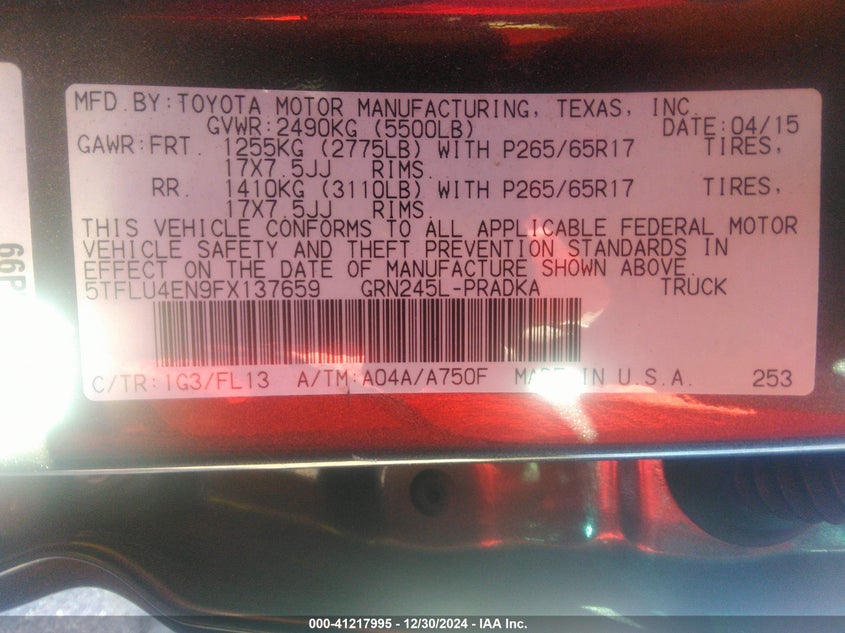 MFD.BY:TOYOTA MOTOR MANUFACTURING, TEXAS, INC.
GVWR:2490KG (5500LB) DATE:04/15
GAWR:FRT. 1255KG (2775LB) WITH P265/65R17 TIRES,
17X7.5JJ RIMS.
RR. 1410KG (3110LB) WITH P265/65R17 TIRES,
17X7.5JJ RIMS.
THIS VEHICLE CONFORMS TO ALL APPLICABLE FEDERAL MOTOR
VEHICLE SAFETY AND THEFT PREVENTION STANDARDS IN
EFFECT ON THE DATE OF MANUFACTURE SHOWN ABOVE.
5TFLU4EN9FX137659 GRN245L-PRADKA TRUCK
C/TR:1G3/FL13 A/TM:A04A/A750F MADE IN U.S.A. 253
000-41217995 - 12/30/2024 - IAA Inc.